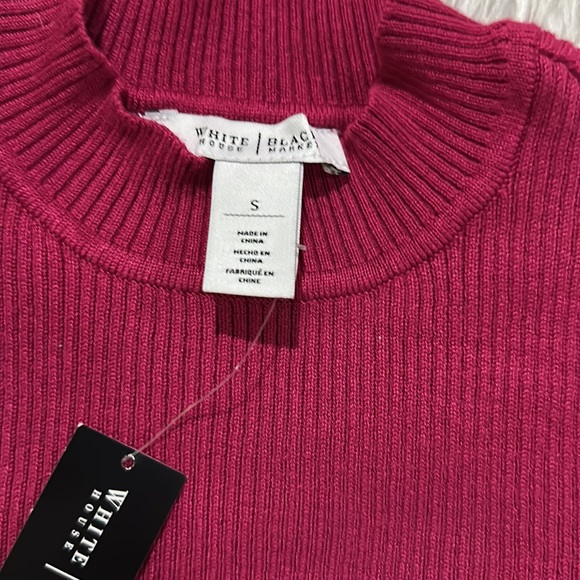 WHITE | BLACK
HOUSE | MARKET
S
MADE IN
CHINA
HECHO EN
CHINA
FABRIQUÉ EN
CHINE
WHITE
HOUSE